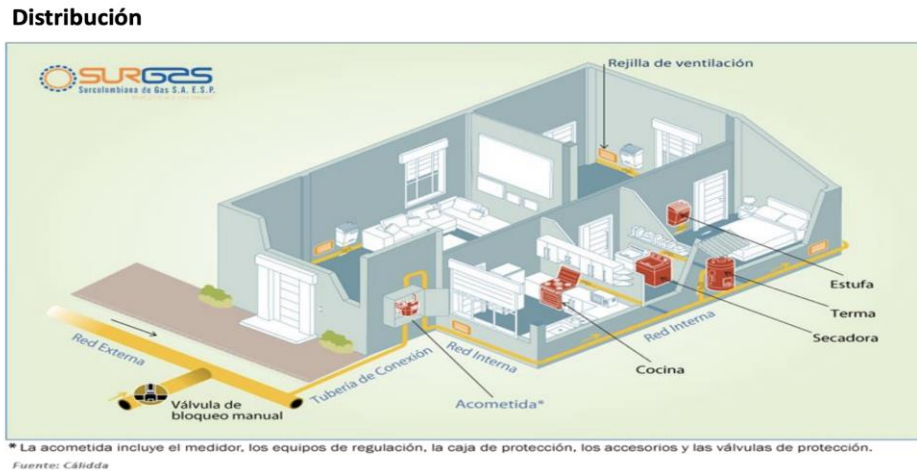 Distribución
SURGAS
Surcolombiana de Gas S.A. E.S.P.
Rejilla de ventilación
Estufa
Terma
Secadora
Red Interna
Cocina
Red Interna
Acometida*
Tubería de Conexión
Red Externa
Válvula de
bloqueo manual
* La acometida incluye el medidor, los equipos de regulación, la caja de protección, los accesorios y las válvulas de protección.
Fuente: Cálidda